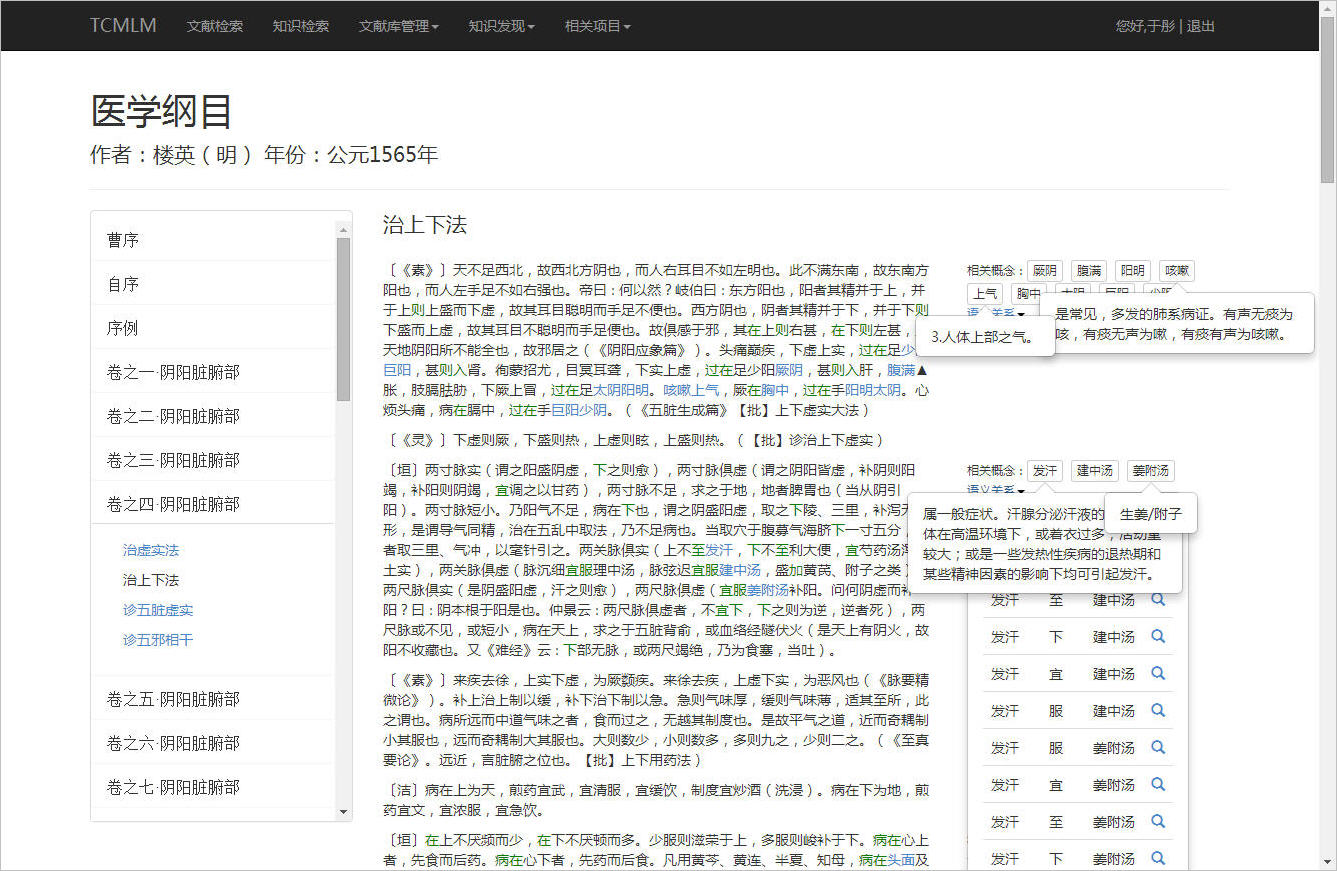 TCMLM 文献检索 知识检索 文献库管理 知识发现 相关项目 您好,于彤 | 退出
医学纲目
作者：楼英（明） 年份：公元1565年
曹序
自序
序例
卷之一·阴阳脏腑部
卷之二·阴阳脏腑部
卷之三·阴阳脏腑部
卷之四·阴阳脏腑部
治虚实法
治上下法
诊五脏虚实
诊五邪相干
卷之五·阴阳脏腑部
卷之六·阴阳脏腑部
卷之七·阴阳脏腑部
治上下法
〔《素》〕天不足西北，故西北方阴也，而人右耳目不如左明也。此不满东南，故东南方
阳也，而人左手足不如右强也。帝曰：何以然？岐伯曰：东方阳也，阳者其精并于上，并
于上则上盛而下虚，故其耳目聪明而手足不便也。西方阴也，阴者其精并于下，并于下则
下盛而上虚，故其耳目不聪明而手足便也。故俱感于邪，其在上则右甚，在下则左甚，
天地阴阳所不能全也，故邪居之（《阴阳应象篇》）。头痛巅疾，下虚上实，过在足少
巨阳，甚则入肾。徇蒙招尤，目冥耳聋，下实上虚，过在足少阳厥阴，甚则入肝，腹满▲
胀，肢膈胠胁，下厥上冒，过在足太阴阳明。咳嗽上气，厥在胸中，过在手阳明太阴。心
烦头痛，病在膈中，过在手巨阳少阴。（《五脏生成篇》【批】上下虚实大法）
〔《灵》〕下虚则厥，下盛则热，上虚则眩，上盛则热。（【批】诊治上下虚实）
〔垣〕两寸脉实（谓之阳盛阴虚，下之则愈），两寸脉俱虚（谓之阴阳皆虚，补阴则阳
竭，补阳则阴竭，宜调之以甘药），两寸脉不足，求之于地，地者脾胃也（当从阴引
阳）。两寸脉短小。乃阳气不足，病在下也，谓之阴盛阳虚，取之下陵、三里，补泻无
形，是谓导气同精，治在五乱中取法，乃不足病也。当取穴于腹募气海脐下一寸五分，
者取三里、气冲，以毫针引之。两关脉俱实（上不至发汗，下不至利大便，宜芍药汤泻
土实），两关脉俱虚（脉沉细宜服理中汤，脉弦迟宜服建中汤，盛加黄芪、附子之类）
两尺脉俱实（是阴盛阳虚，汗之则愈），两尺脉俱虚（宜服姜附汤补阳。问何阴虚而补
阳？曰：阴本根于阳是也。仲景云：两尺脉俱虚者，不宜下，下之则为逆，逆者死），两
尺脉或不见，或短小，病在天上，求之于五脏背俞，或血络经隧伏火（是天上有阴火，故
阳不收藏也。又《难经》云：下部无脉，或两尺竭绝，乃为食塞，当吐）。
〔《素》〕来疾去徐，上实下虚，为厥巅疾。来徐去疾，上虚下实，为恶风也（《脉要精
微论》）。补上治上制以缓，补下治下制以急。急则气味厚，缓则气味薄，适其至所，此
之谓也。病所远而中道气味之者，食而过之，无越其制度也。是故平气之道，近而奇耦制
小其服也，远而奇耦制大其服也。大则数少，小则数多，多则九之，少则二之。（《至真
要论》。远近，言脏腑之位也。【批】上下用药法）
〔洁〕病在上为天，煎药宜武，宜清服，宜缓饮，制度宜炒酒（洗浸）。病在下为地，煎
药宜文，宜浓服，宜急饮。
〔垣〕在上不厌频而少，在下不厌顿而多。少服则滋荣于上，多服则峻补于下。病在心上
者，先食而后药。病在心下者，先药而后食。凡用黄芩、黄连、半夏、知母，病在头面及
相关概念： 厥阴 腹满 阳明 咳嗽
上气 胸中 太阴 巨阳 少阳
语义关系
是常见，多发的肺系病证。有声无痰为
咳，有痰无声为嗽，有痰有声为咳嗽。
3.人体上部之气。
相关概念： 发汗 建中汤 姜附汤
语义关系
属一般症状。汗腺分泌汗液的
体在高温环境下，或着衣过多，活动量
较大；或是一些发热性疾病的退热期和
某些精神因素的影响下均可引起发汗。
生姜/附子
发汗 至 建中汤
发汗 下 建中汤
发汗 宜 建中汤
发汗 服 建中汤
发汗 服 姜附汤
发汗 宜 姜附汤
发汗 至 姜附汤
发汗 下 姜附汤